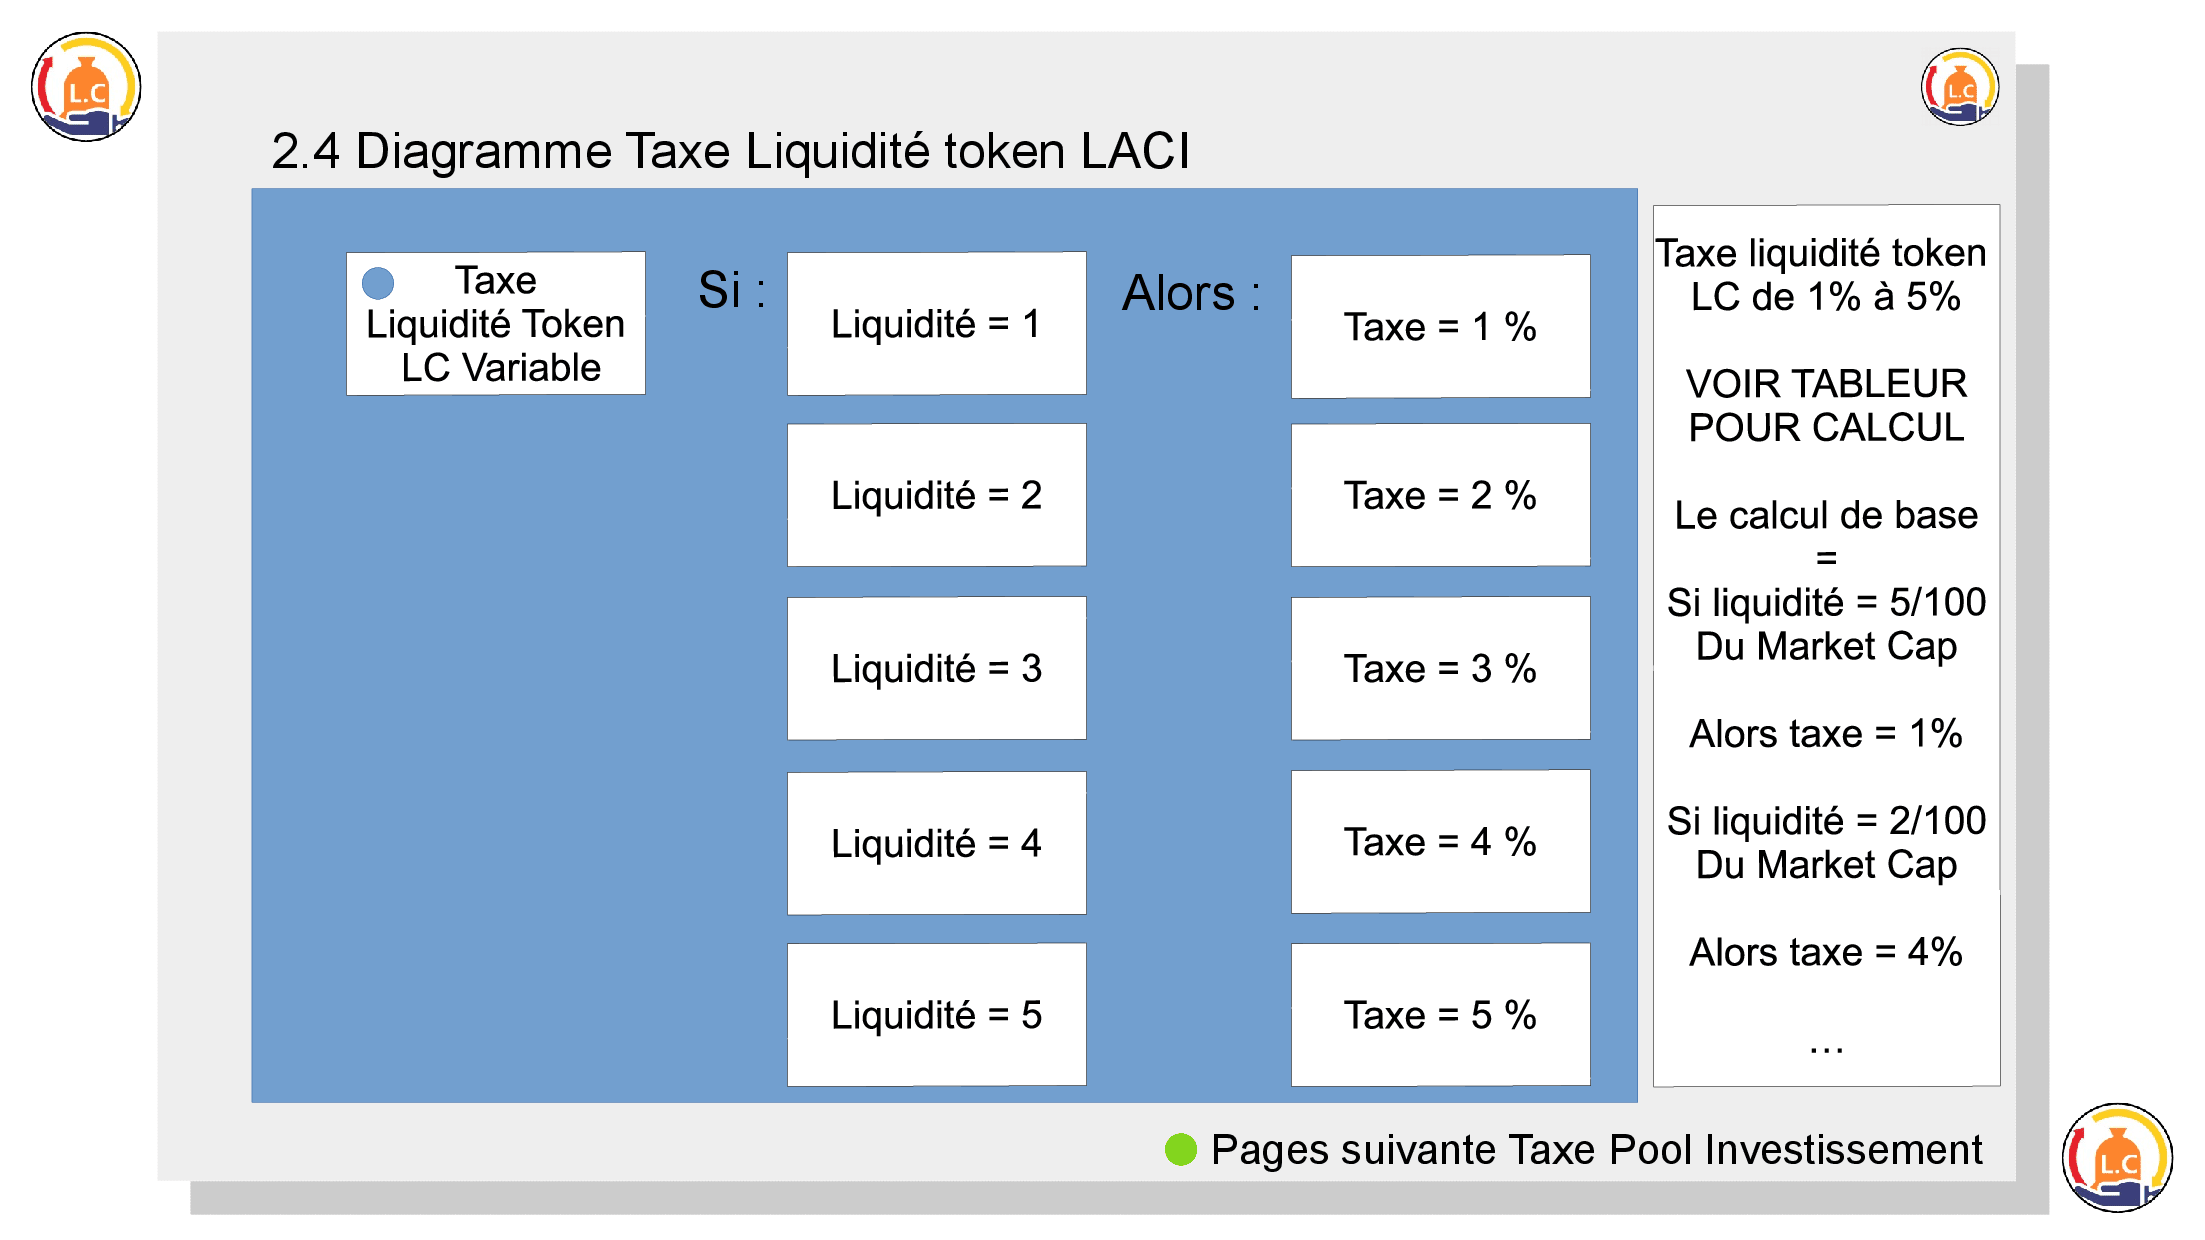 L.C
L.C
2.4 Diagramme Taxe Liquidité token LACI
Taxe
Liquidité Token
LC Variable
Si :
Liquidité = 1
Alors :
Taxe = 1 %
Liquidité = 2
Taxe = 2 %
Liquidité = 3
Taxe = 3 %
Liquidité = 4
Taxe = 4 %
Liquidité = 5
Taxe = 5 %
Taxe liquidité token
LC de 1% à 5%
VOIR TABLEUR
POUR CALCUL
Le calcul de base
=
Si liquidité = 5/100
Du Market Cap
Alors taxe = 1%
Si liquidité = 2/100
Du Market Cap
Alors taxe = 4%
…
Pages suivante Taxe Pool Investissement
L.C